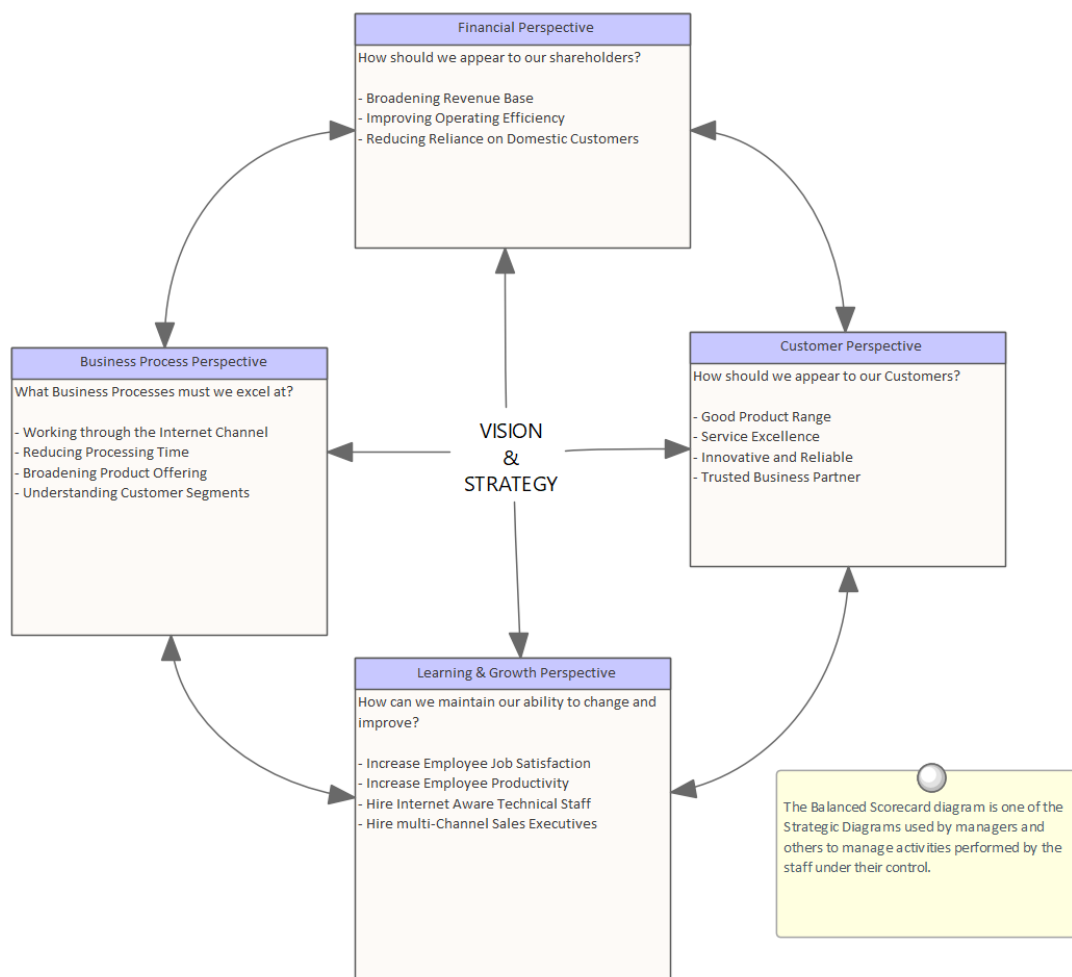 Financial Perspective
How should we appear to our shareholders?
- Broadening Revenue Base
- Improving Operating Efficiency
- Reducing Reliance on Domestic Customers
Business Process Perspective
What Business Processes must we excel at?
- Working through the Internet Channel
- Reducing Processing Time
- Broadening Product Offering
- Understanding Customer Segments
VISION
&
STRATEGY
Customer Perspective
How should we appear to our Customers?
- Good Product Range
- Service Excellence
- Innovative and Reliable
- Trusted Business Partner
Learning & Growth Perspective
How can we maintain our ability to change and
improve?
- Increase Employee Job Satisfaction
- Increase Employee Productivity
- Hire Internet Aware Technical Staff
- Hire multi-Channel Sales Executives
The Balanced Scorecard diagram is one of the
Strategic Diagrams used by managers and
others to manage activities performed by the
staff under their control.